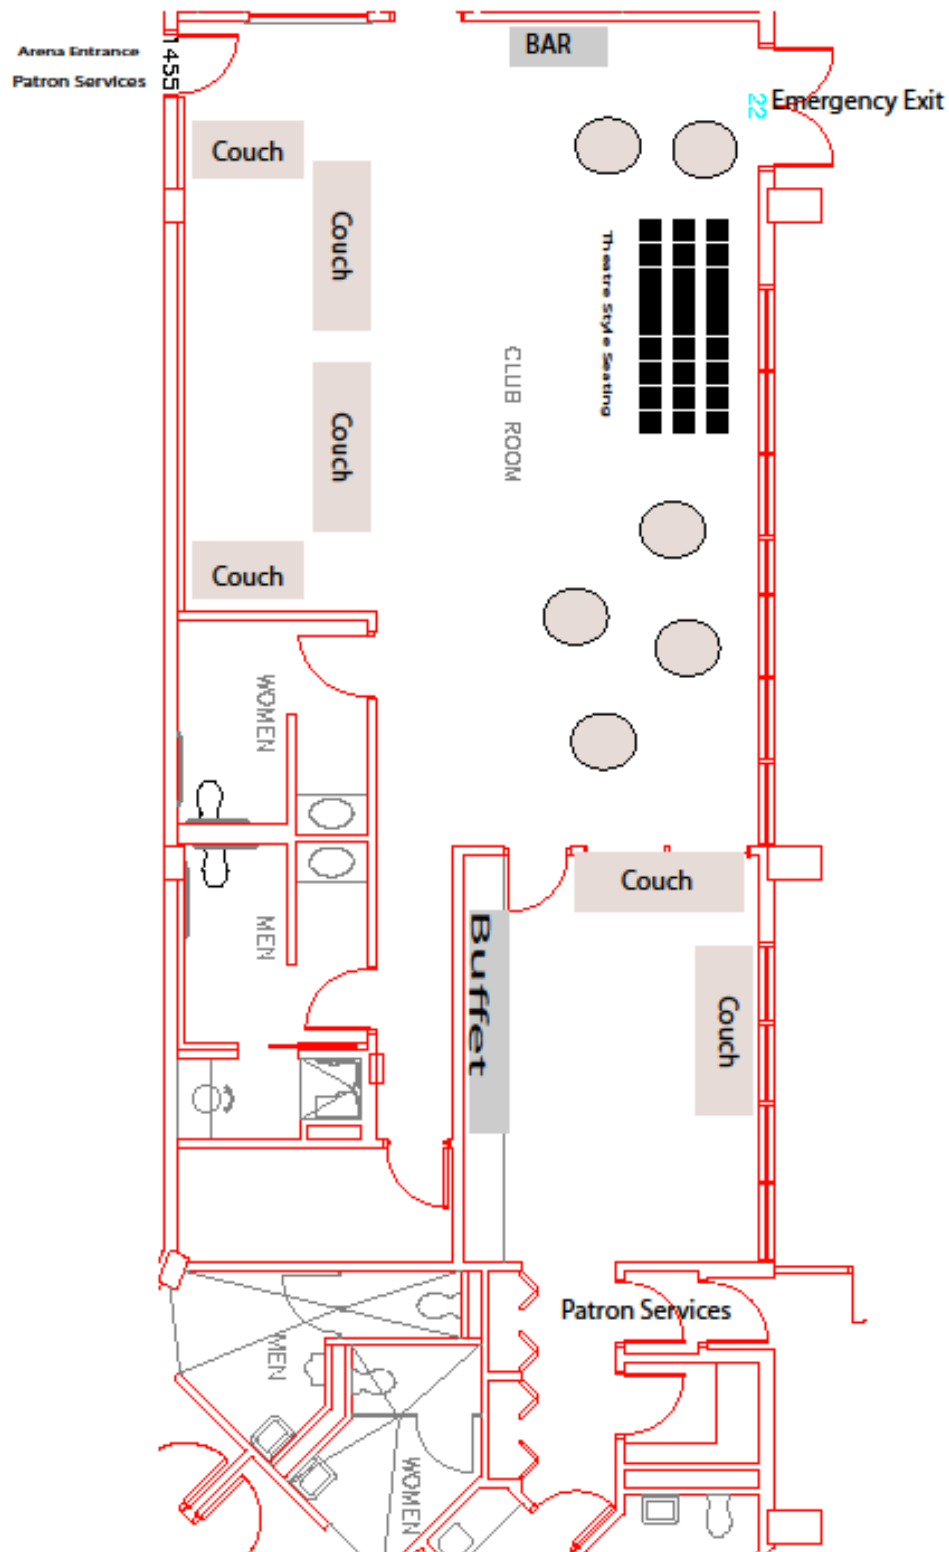 BAR
Arena Entrance
Patron Services
1455
22
Emergency Exit
Couch
Couch
Theatre Style Seating
CLUB ROOM
Couch
Couch
WOMEN
Couch
MEN
Buffet
Couch
Patron Services
MEN
WOMEN